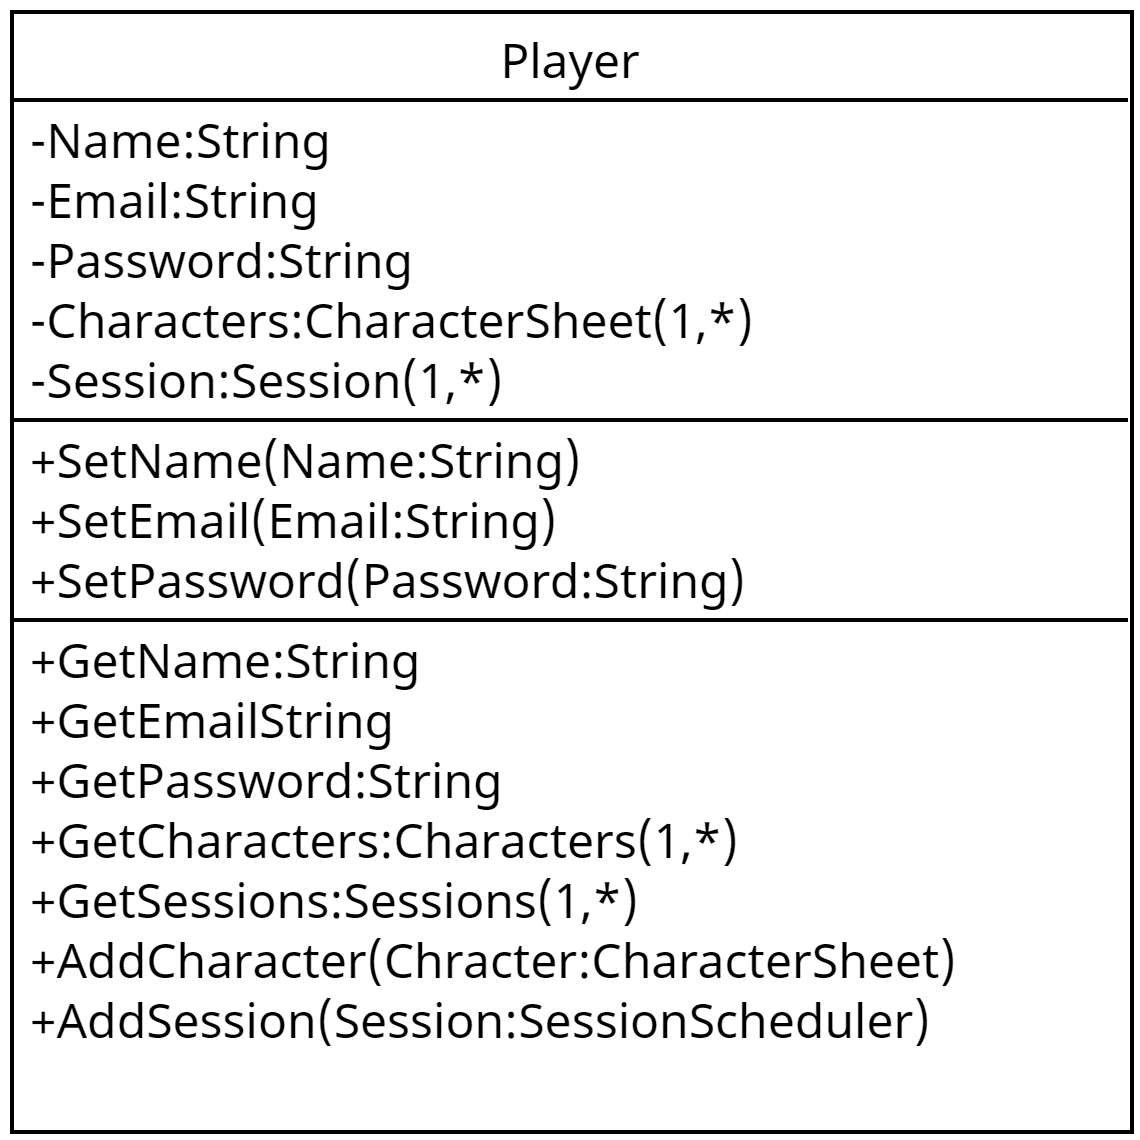 Player
-Name:String
-Email:String
-Password:String
-Characters:CharacterSheet(1,*)
-Session:Session(1,*)
+SetName(Name:String)
+SetEmail(Email:String)
+SetPassword(Password:String)
+GetName:String
+GetEmailString
+GetPassword:String
+GetCharacters:Characters(1,*)
+GetSessions:Sessions(1,*)
+AddCharacter(Chracter:CharacterSheet)
+AddSession(Session:SessionScheduler)